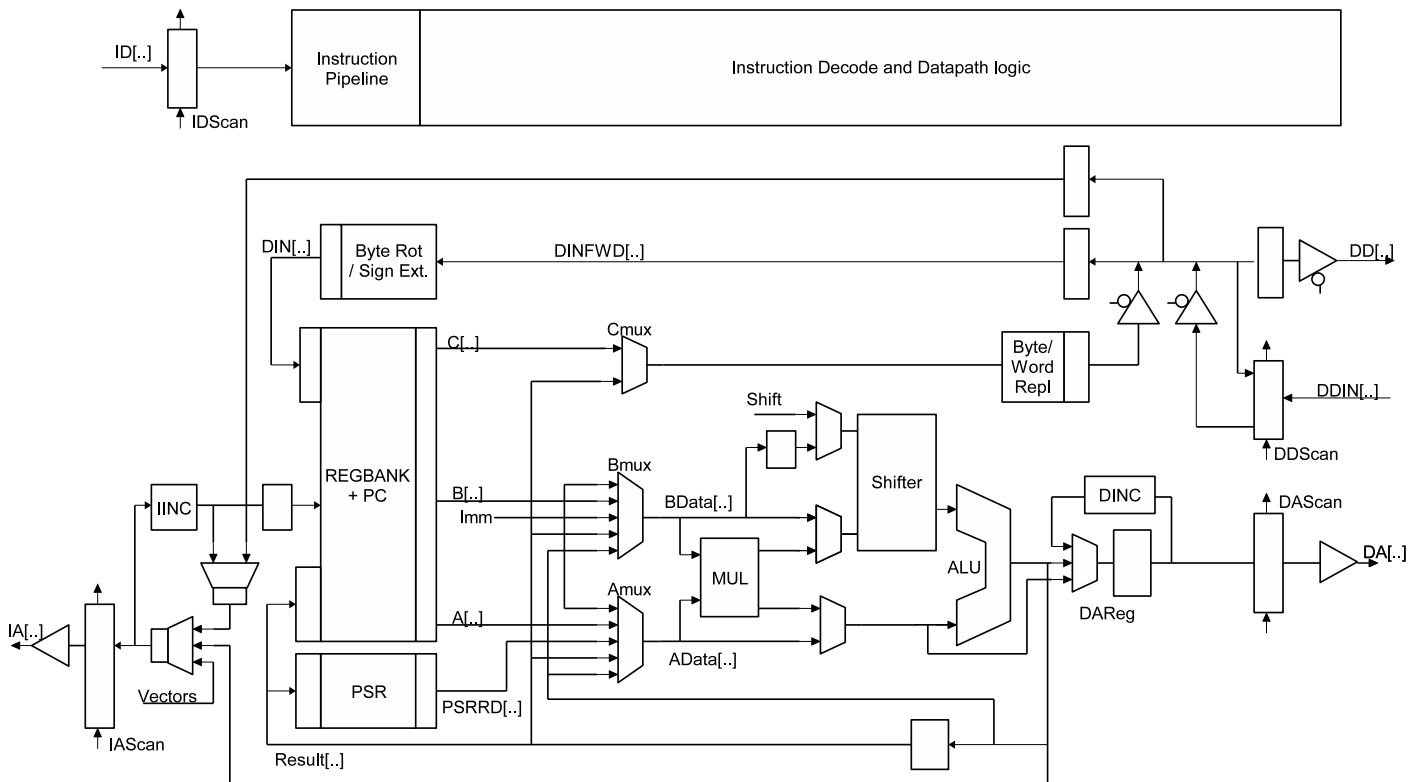 ID[..]
IDScan
Instruction
Pipeline
Instruction Decode and Datapath logic
DIN[..]
Byte Rot
/ Sign Ext.
DINFWD[..]
DD[..]
C[..]
Cmux
Byte/
Word
Repl
DDIN[..]
DDScan
Shift
REGBANK
+ PC
B[..]
Imm
Bmux
BData[..]
Shifter
IINC
MUL
ALU
DINC
DAScan
DA[..]
DAReg
IA[..]
IAScan
Vectors
A[..]
Amux
AData[..]
PSR
PSRRD[..]
Result[..]